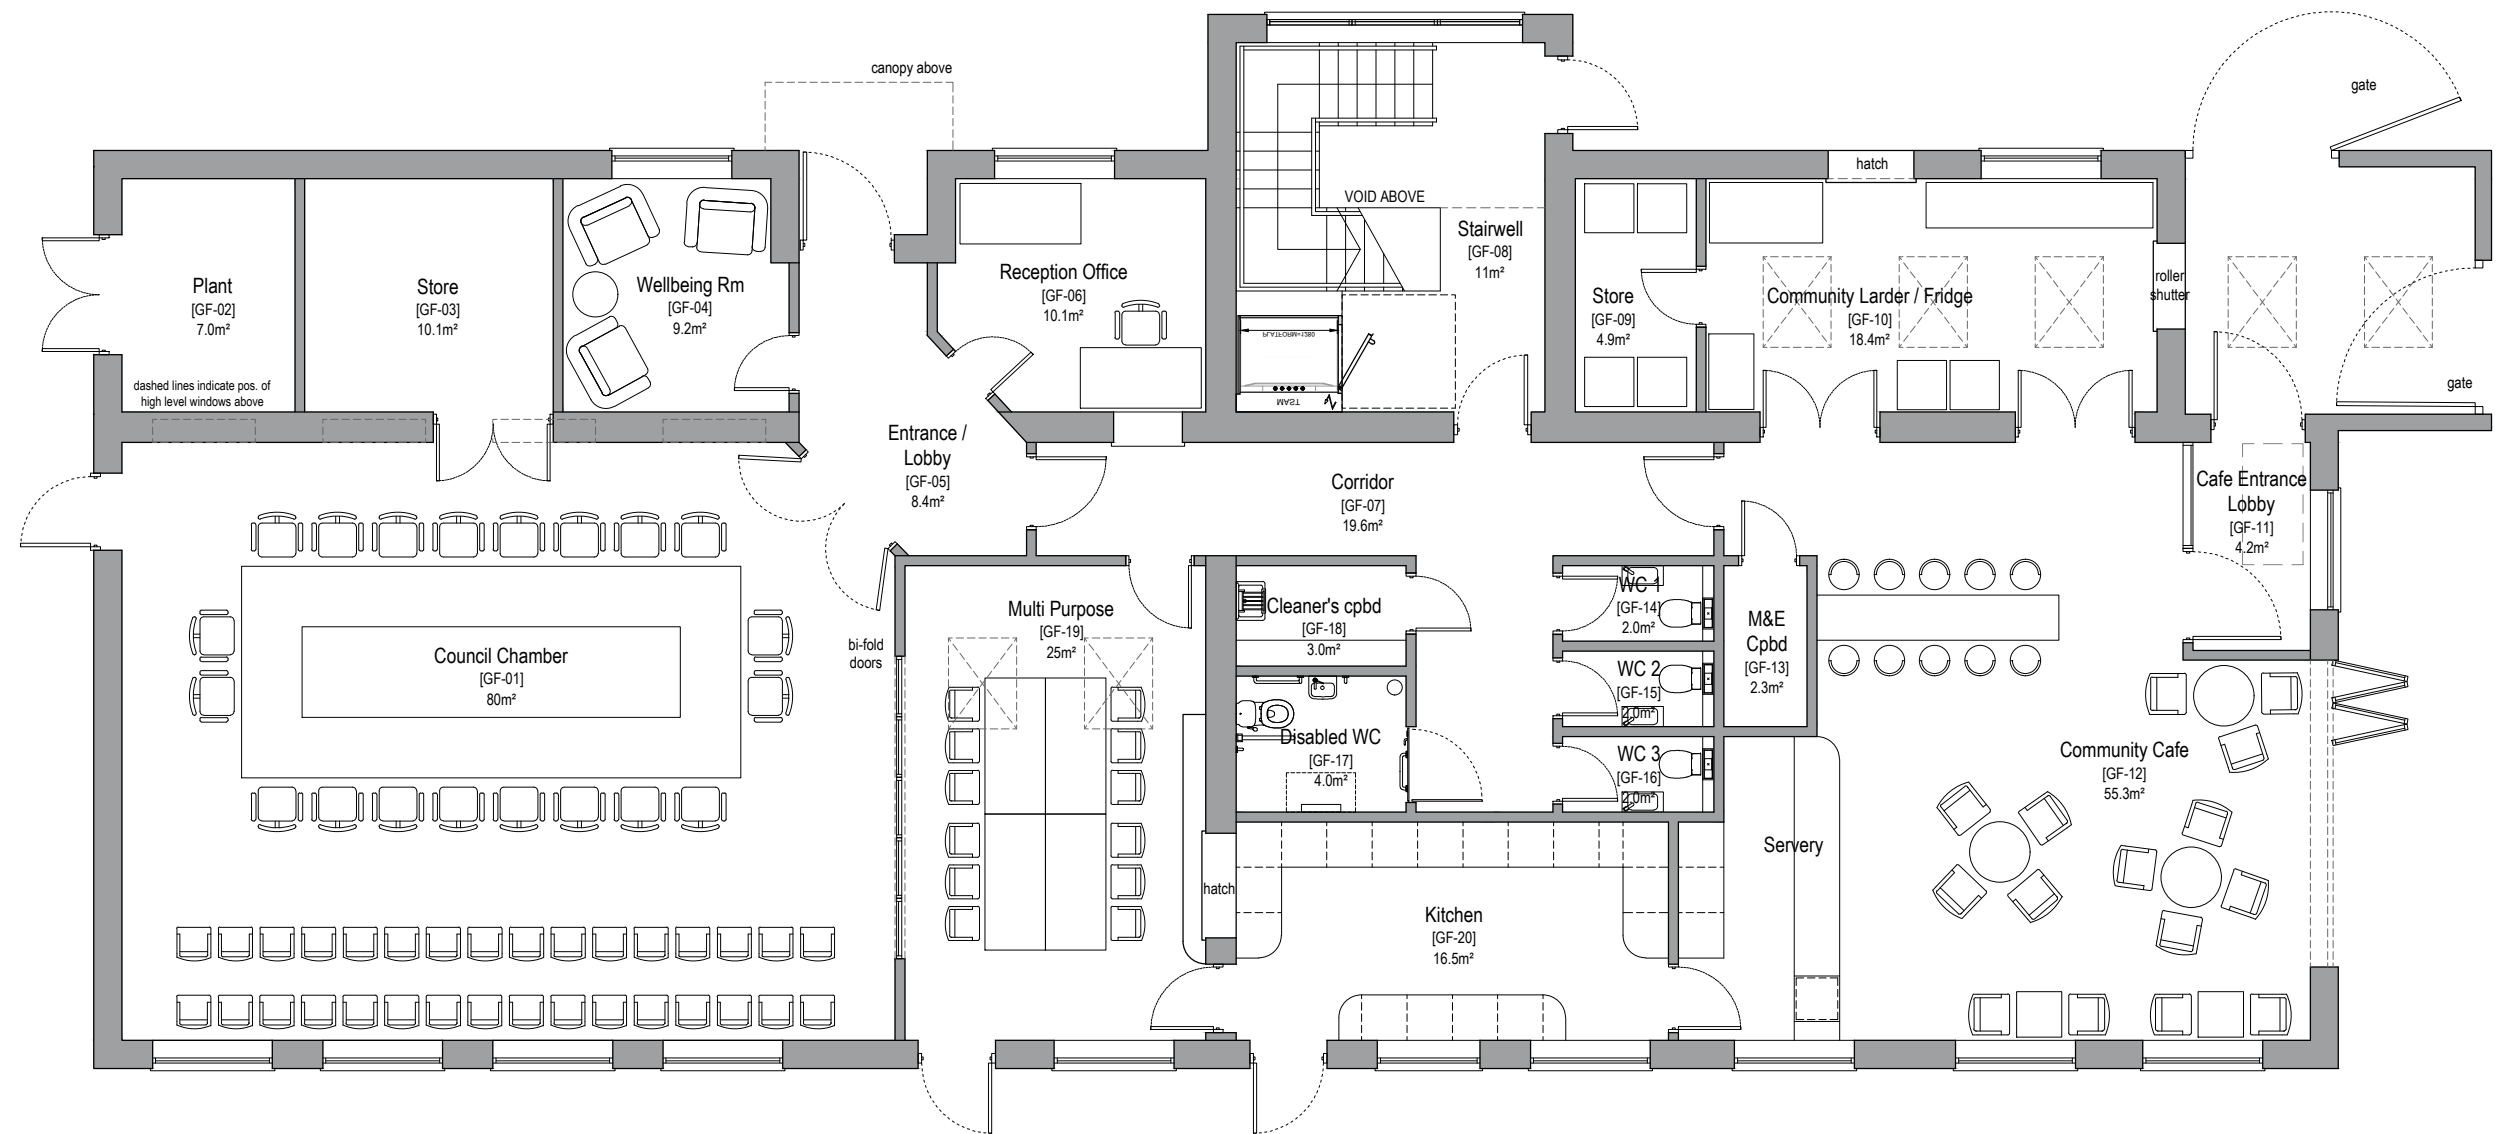 canopy above
gate
hatch
VOID ABOVE
Stairwell
[GF-08]
11m²
Plant
[GF-02]
7.0m²
dashed lines indicate pos. of
high level windows above
Store
[GF-03]
10.1m²
Wellbeing Rm
[GF-04]
9.2m²
Reception Office
[GF-06]
10.1m²
PLATFORM=1280
MAST
Store
[GF-09]
4.9m²
Community Larder / Fridge
[GF-10]
18.4m²
roller
shutter
gate
Entrance /
Lobby
[GF-05]
8.4m²
Corridor
[GF-07]
19.6m²
Cafe Entrance
Lobby
[GF-11]
4.2m²
Council Chamber
[GF-01]
80m²
bi-fold
doors
Multi Purpose
[GF-19]
25m²
Cleaner's cpbd
[GF-18]
3.0m²
WC 1
[GF-14]
2.0m²
M&E
Cpbd
[GF-13]
2.3m²
WC 2
[GF-15]
2.0m²
Disabled WC
[GF-17]
4.0m²
WC 3
[GF-16]
2.0m²
Community Cafe
[GF-12]
55.3m²
Servery
hatch
Kitchen
[GF-20]
16.5m²